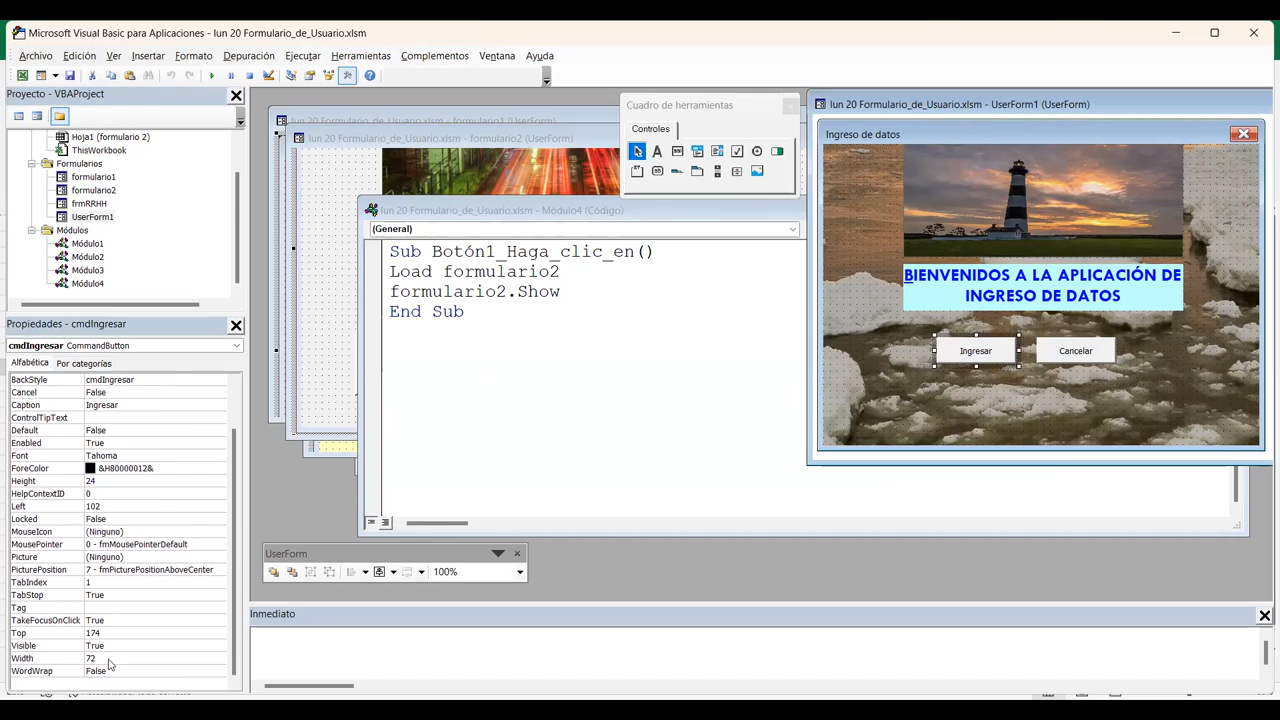 Microsoft Visual Basic para Aplicaciones - lun 20 Formulario_de_Usuario.xlsm
Archivo Edición Ver Insertar Formato Depuración Ejecutar Herramientas Complementos Ventana Ayuda
Proyecto - VBAProject
Hoja1 (formulario 2)
ThisWorkbook
Formularios
formulario1
formulario2
frmRRHH
UserForm1
Módulos
Módulo1
Módulo2
Módulo3
Módulo4
Propiedades - cmdIngresar
cmdIngresar CommandButton
Alfabética Por categorías
BackStyle cmdIngresar
Cancel False
Caption Ingresar
ControlTipText
Default False
Enabled True
Font Tahoma
ForeColor &H80000012&
Height 24
HelpContextID 0
Left 102
Locked False
MouseIcon (Ninguno)
MousePointer 0 - fmMousePointerDefault
Picture (Ninguno)
PicturePosition 7 - fmPicturePositionAboveCenter
TabIndex 1
TabStop True
Tag
TakeFocusOnClick True
Top 174
Visible True
Width 72
WordWrap False
lun 20 Formulario_de_Usuario.xlsm - formulario1 (UserForm)
lun 20 Formulario_de_Usuario.xlsm - formulario2 (UserForm)
Cuadro de herramientas
Controles
lun 20 Formulario_de_Usuario.xlsm - Módulo4 (Código)
(General)
Sub Botón1_Haga_clic_en()
Load formulario2
formulario2.Show
End Sub
lun 20 Formulario_de_Usuario.xlsm - UserForm1 (UserForm)
Ingreso de datos
BIENVENIDOS A LA APLICACIÓN DE
INGRESO DE DATOS
Ingresar Cancelar
UserForm
100%
Inmediato